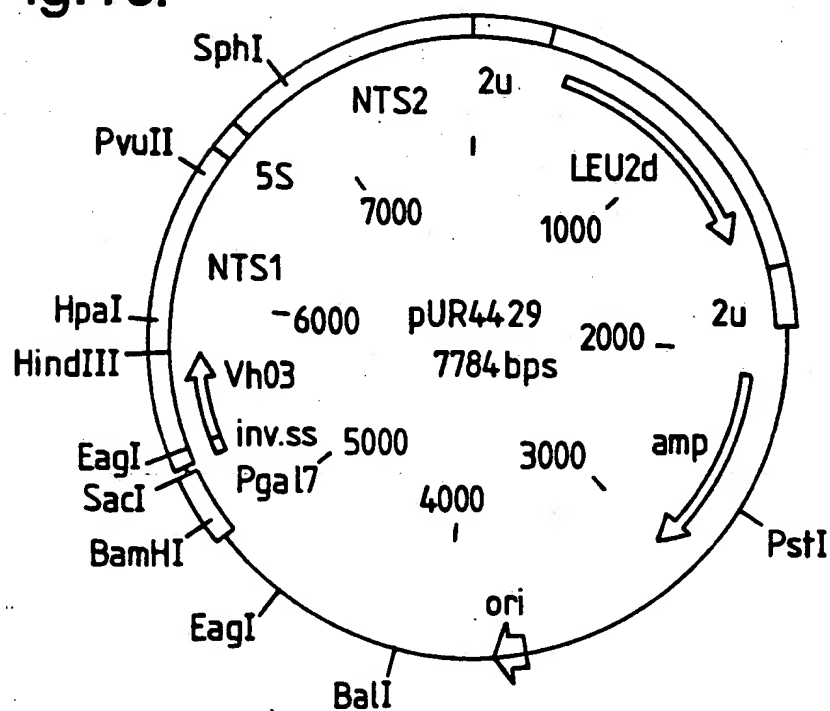 SphI
NTS2
2u
PvuII
5S
7000
LEU2d
1000
NTS1
HpaI
6000
pUR4429
7784 bps
2000
2u
HindIII
Vh03
EagI
inv.ss
5000
3000
amp
SacI
Pgal7
4000
BamHI
PstI
EagI
ori
BalI